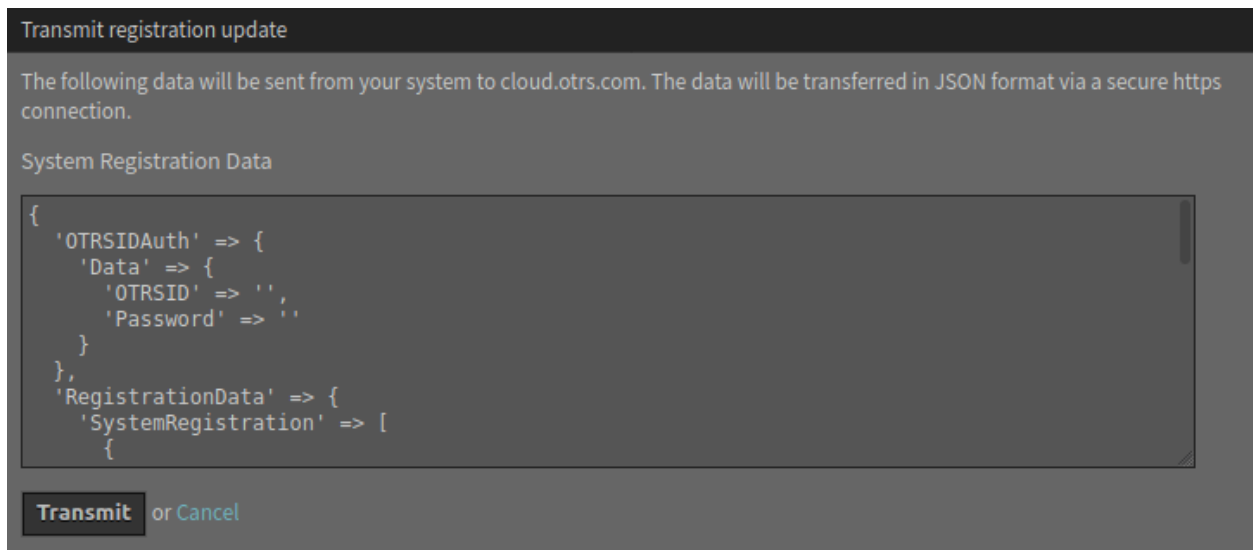 Transmit registration update
The following data will be sent from your system to cloud.otrs.com. The data will be transferred in JSON format via a secure https
connection.
System Registration Data
{
  'OTRSIDAuth' => {
    'Data' => {
      'OTRSID' => '',
      'Password' => ''
    }
  },
  'RegistrationData' => {
    'SystemRegistration' => [
      {
Transmit or Cancel